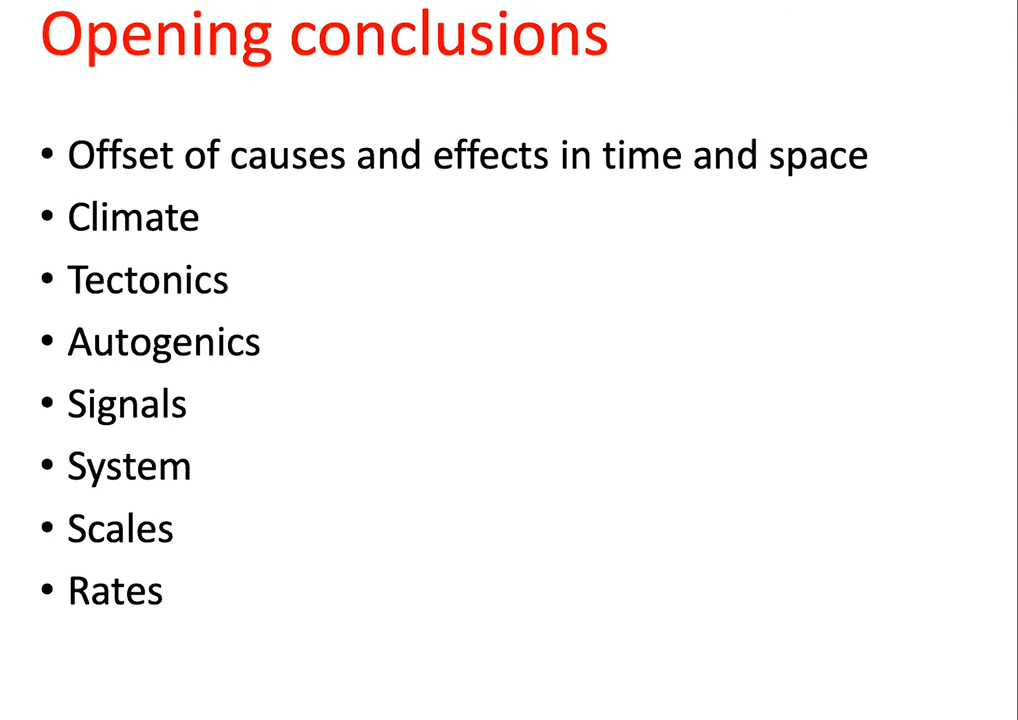 Opening conclusions
• Offset of causes and effects in time and space
• Climate
• Tectonics
• Autogenics
• Signals
• System
• Scales
• Rates